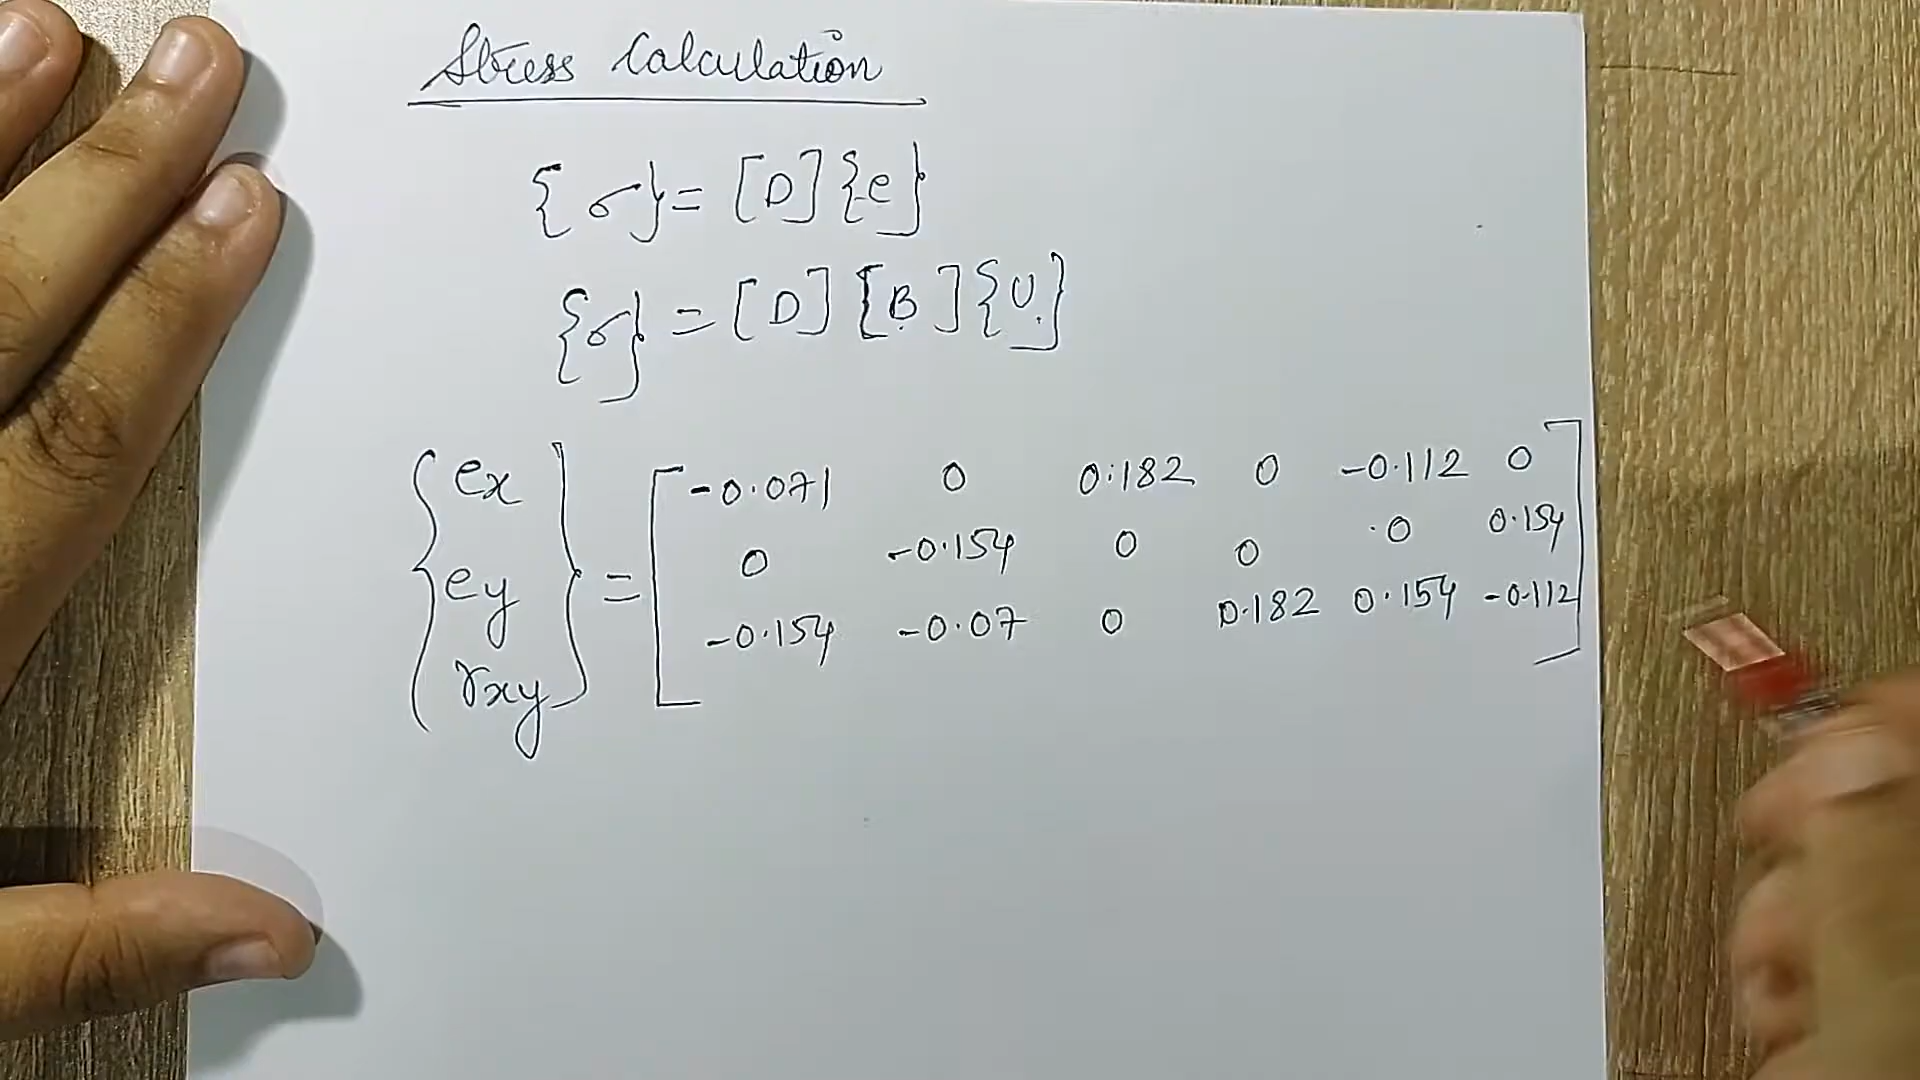 Stress Calculation
{σ} = [D] {e}
{σ} = [D] [B] {U}
{ex ey γxy} = [-0.071 0 0.182 0 -0.112 0
0 -0.154 0 0 0 0.154
-0.154 -0.07 0 0.182 0.154 -0.112]